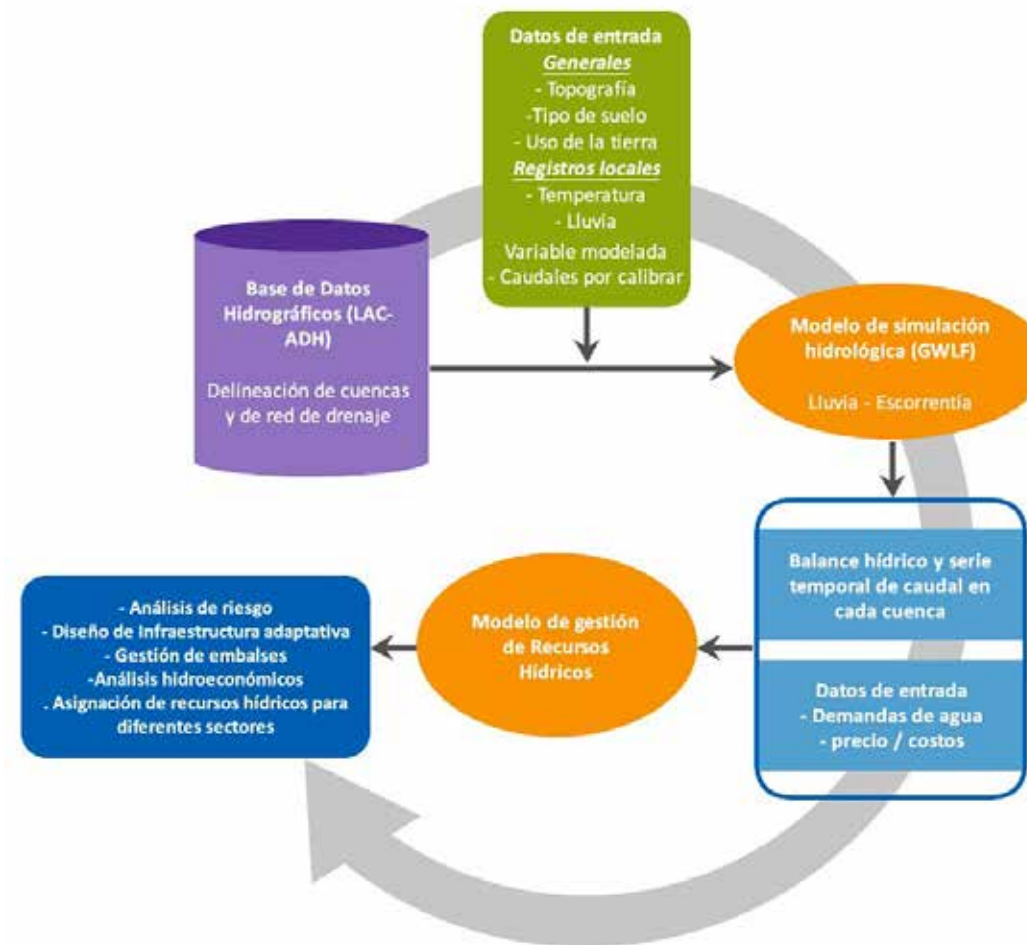 Datos de entrada
Generales
- Topografía
-Tipo de suelo
- Uso de la tierra
Registros locales
- Temperatura
- Lluvia
Variable modelada
- Caudales por calibrar
Base de Datos
Hidrográficos (LAC-
ADH)
Delineación de cuencas
y de red de drenaje
Modelo de simulación
hidrológica (GWLF)
Lluvia - Escorrentía
Balance hídrico y serie
temporal de caudal en
cada cuenca
Datos de entrada
- Demandas de agua
- precio / costos
Modelo de gestión
de Recursos
Hídricos
- Análisis de riesgo
- Diseño de Infraestructura adaptativa
- Gestión de embalses
-Análisis hidroeconómicos
. Asignación de recursos hídricos para
diferentes sectores